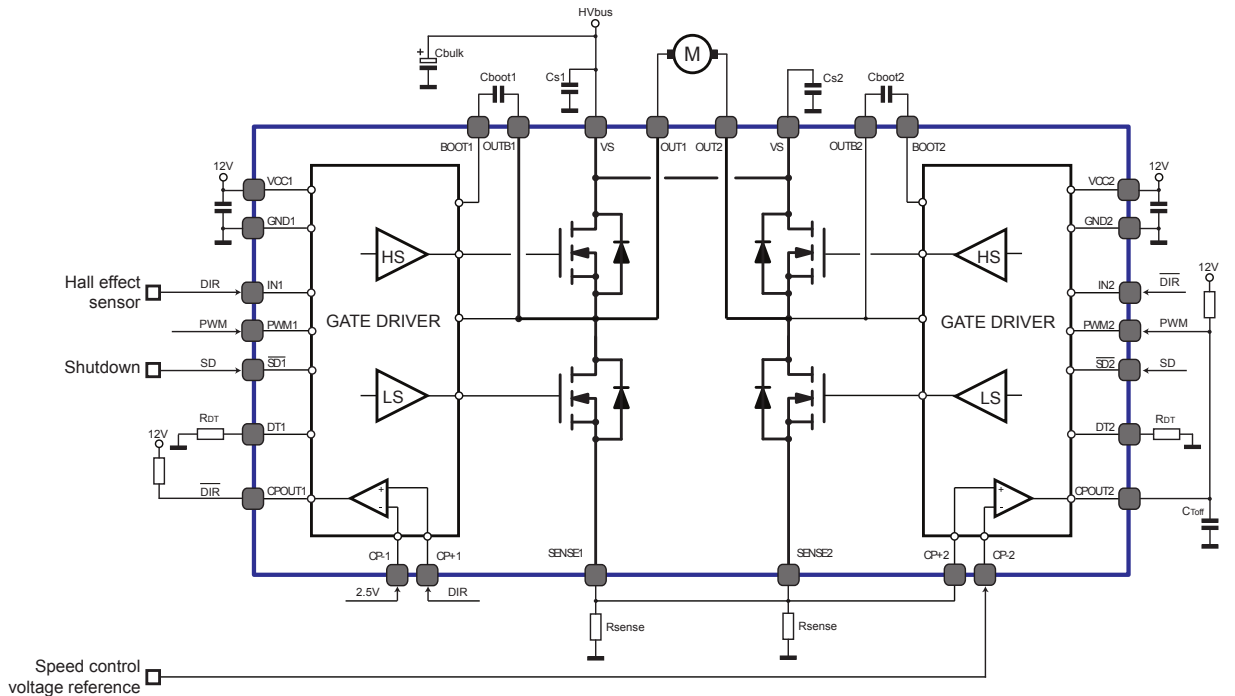 HVbus
+
Cbulk
M
Cs1
Cs2
Cboot1
Cboot2
BOOT1
OUTB1
VS
OUT1
OUT2
VS
OUTB2
BOOT2
12V
VCC1
VCC2
12V
GND1
GND2
HS
HS
12V
Hall effect
sensor
DIR
IN1
IN2
DIR
GATE DRIVER
GATE DRIVER
PWM
PWM1
PWM2
PWM
Shutdown
SD
SD1
SD2
SD
LS
LS
RDT
DT1
DT2
RDT
12V
DIR
CPOUT1
+
-
+
-
CPOUT2
CToff
CP-1
CP+1
SENSE1
SENSE2
CP+2
CP-2
2.5V
DIR
Rsense
Rsense
Speed control
voltage reference